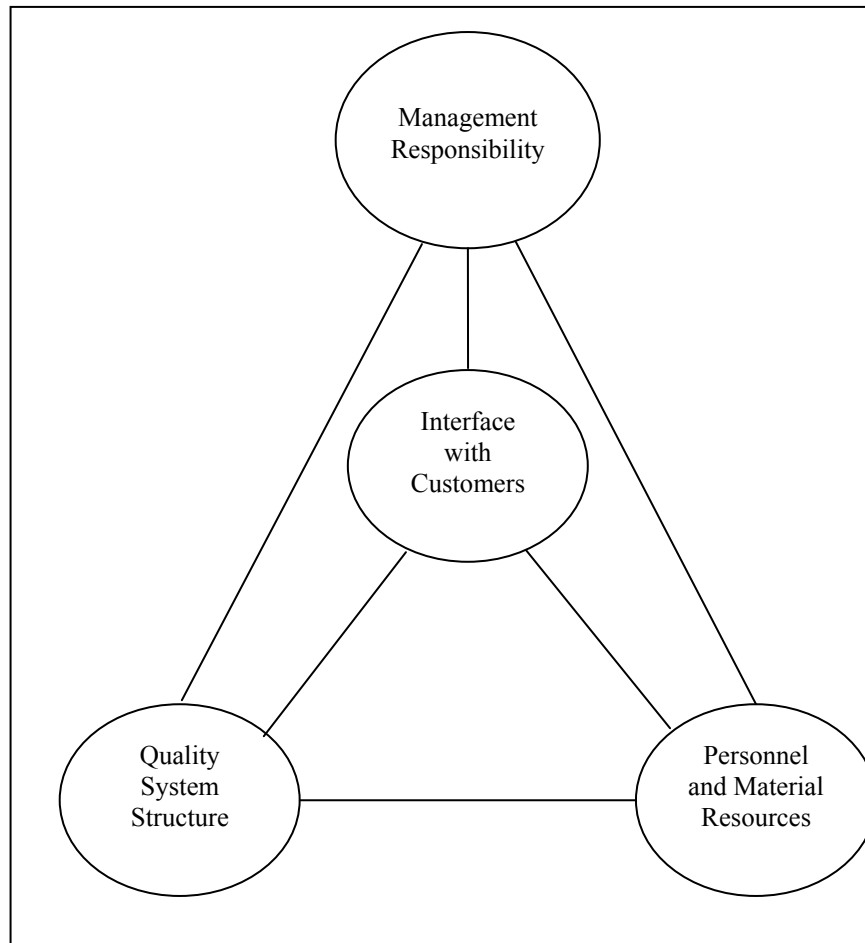 Management
Responsibility
Interface
with
Customers
Quality
System
Structure
Personnel
and Material
Resources